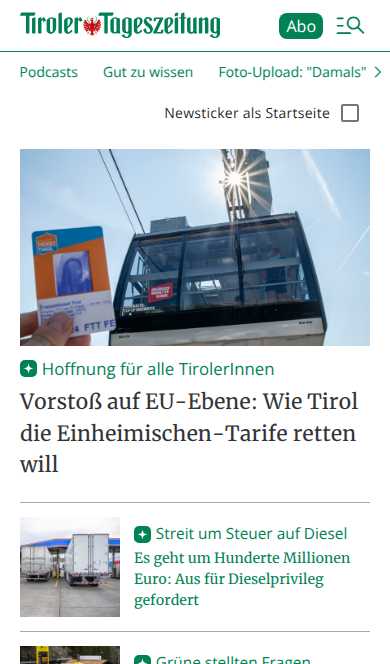 Tiroler Tageszeitung
Abo
Podcasts Gut zu wissen Foto-Upload: "Damals"
Newsticker als Startseite
Hoffnung für alle TirolerInnen
Vorstoß auf EU-Ebene: Wie Tirol
die Einheimischen-Tarife retten
will
Streit um Steuer auf Diesel
Es geht um Hunderte Millionen
Euro: Aus für Dieselprivileg
gefordert
Grüne stellten Fragen